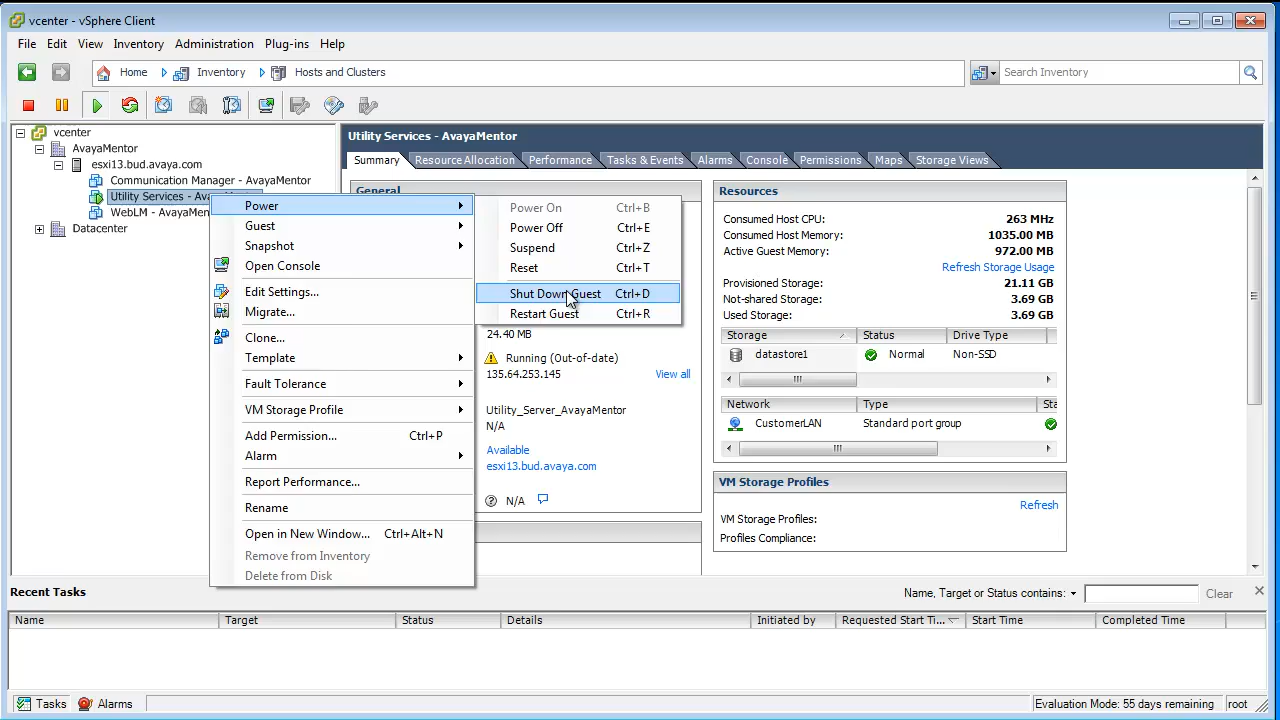 vcenter - vSphere Client
File Edit View Inventory Administration Plug-ins Help
Home Inventory Hosts and Clusters
Search Inventory
vcenter
AvayaMentor
esxi13.bud.avaya.com
Communication Manager - AvayaMentor
Utility Services -
WebLM - AvayaMen
Datacenter
Utility Services - AvayaMentor
Summary Resource Allocation Performance Tasks & Events Alarms Console Permissions Maps Storage Views
General
Power
Guest
Snapshot
Open Console
Edit Settings...
Migrate...
Clone...
Template
Fault Tolerance
VM Storage Profile
Add Permission... Ctrl+P
Alarm
Report Performance...
Rename
Open in New Window... Ctrl+Alt+N
Remove from Inventory
Delete from Disk
Power On Ctrl+B
Power Off Ctrl+E
Suspend Ctrl+Z
Reset Ctrl+T
Shut Down Guest Ctrl+D
Restart Guest Ctrl+R
24.40 MB
Running (Out-of-date)
135.64.253.145 View all
Utility_Server_AvayaMentor
N/A
Available
esxi13.bud.avaya.com
N/A
Resources
Consumed Host CPU: 263 MHz
Consumed Host Memory: 1035.00 MB
Active Guest Memory: 972.00 MB
Refresh Storage Usage
Provisioned Storage: 21.11 GB
Not-shared Storage: 3.69 GB
Used Storage: 3.69 GB
Storage Status Drive Type
datastore1 Normal Non-SSD
Network Type Sta
CustomerLAN Standard port group
VM Storage Profiles
Refresh
VM Storage Profiles:
Profiles Compliance:
Recent Tasks
Name, Target or Status contains: Clear
Name Target Status Details Initiated by Requested Start Ti... Start Time Completed Time
Tasks Alarms
Evaluation Mode: 55 days remaining root